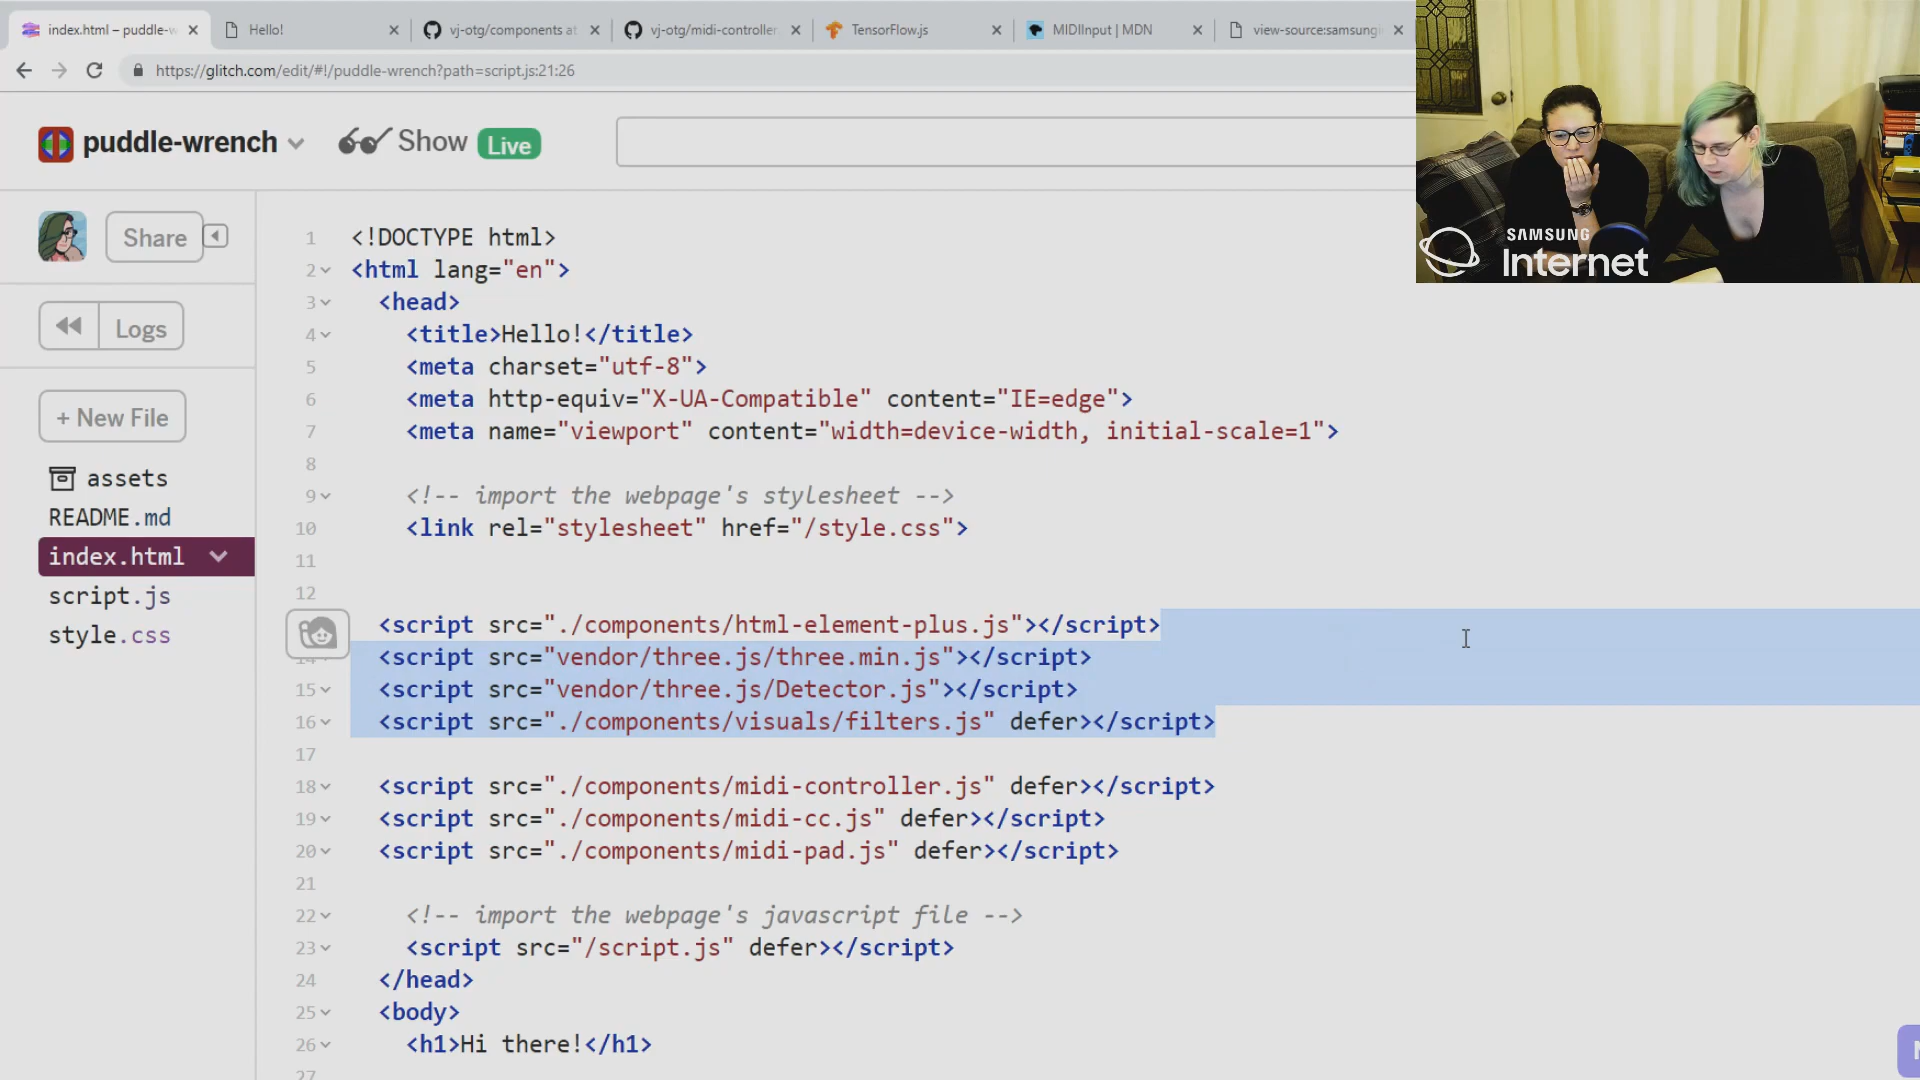 index.html – puddle-w
Hello!
vj-otg/components at
vj-otg/midi-controller
TensorFlow.js
MIDIInput | MDN
view-source:samsungi
https://glitch.com/edit/#!/puddle-wrench?path=script.js:21:26
puddle-wrench
Show
Live
SAMSUNG
Internet
Share
Logs
+ New File
assets
README.md
index.html
script.js
style.css
1 <!DOCTYPE html>
2 <html lang="en">
3 <head>
4 <title>Hello!</title>
5 <meta charset="utf-8">
6 <meta http-equiv="X-UA-Compatible" content="IE=edge">
7 <meta name="viewport" content="width=device-width, initial-scale=1">
8
9 <!-- import the webpage's stylesheet -->
10 <link rel="stylesheet" href="/style.css">
11
12
<script src="./components/html-element-plus.js"></script>
14 <script src="vendor/three.js/three.min.js"></script>
15 <script src="vendor/three.js/Detector.js"></script>
16 <script src="./components/visuals/filters.js" defer></script>
17
18 <script src="./components/midi-controller.js" defer></script>
19 <script src="./components/midi-cc.js" defer></script>
20 <script src="./components/midi-pad.js" defer></script>
21
22 <!-- import the webpage's javascript file -->
23 <script src="/script.js" defer></script>
24 </head>
25 <body>
26 <h1>Hi there!</h1>
27